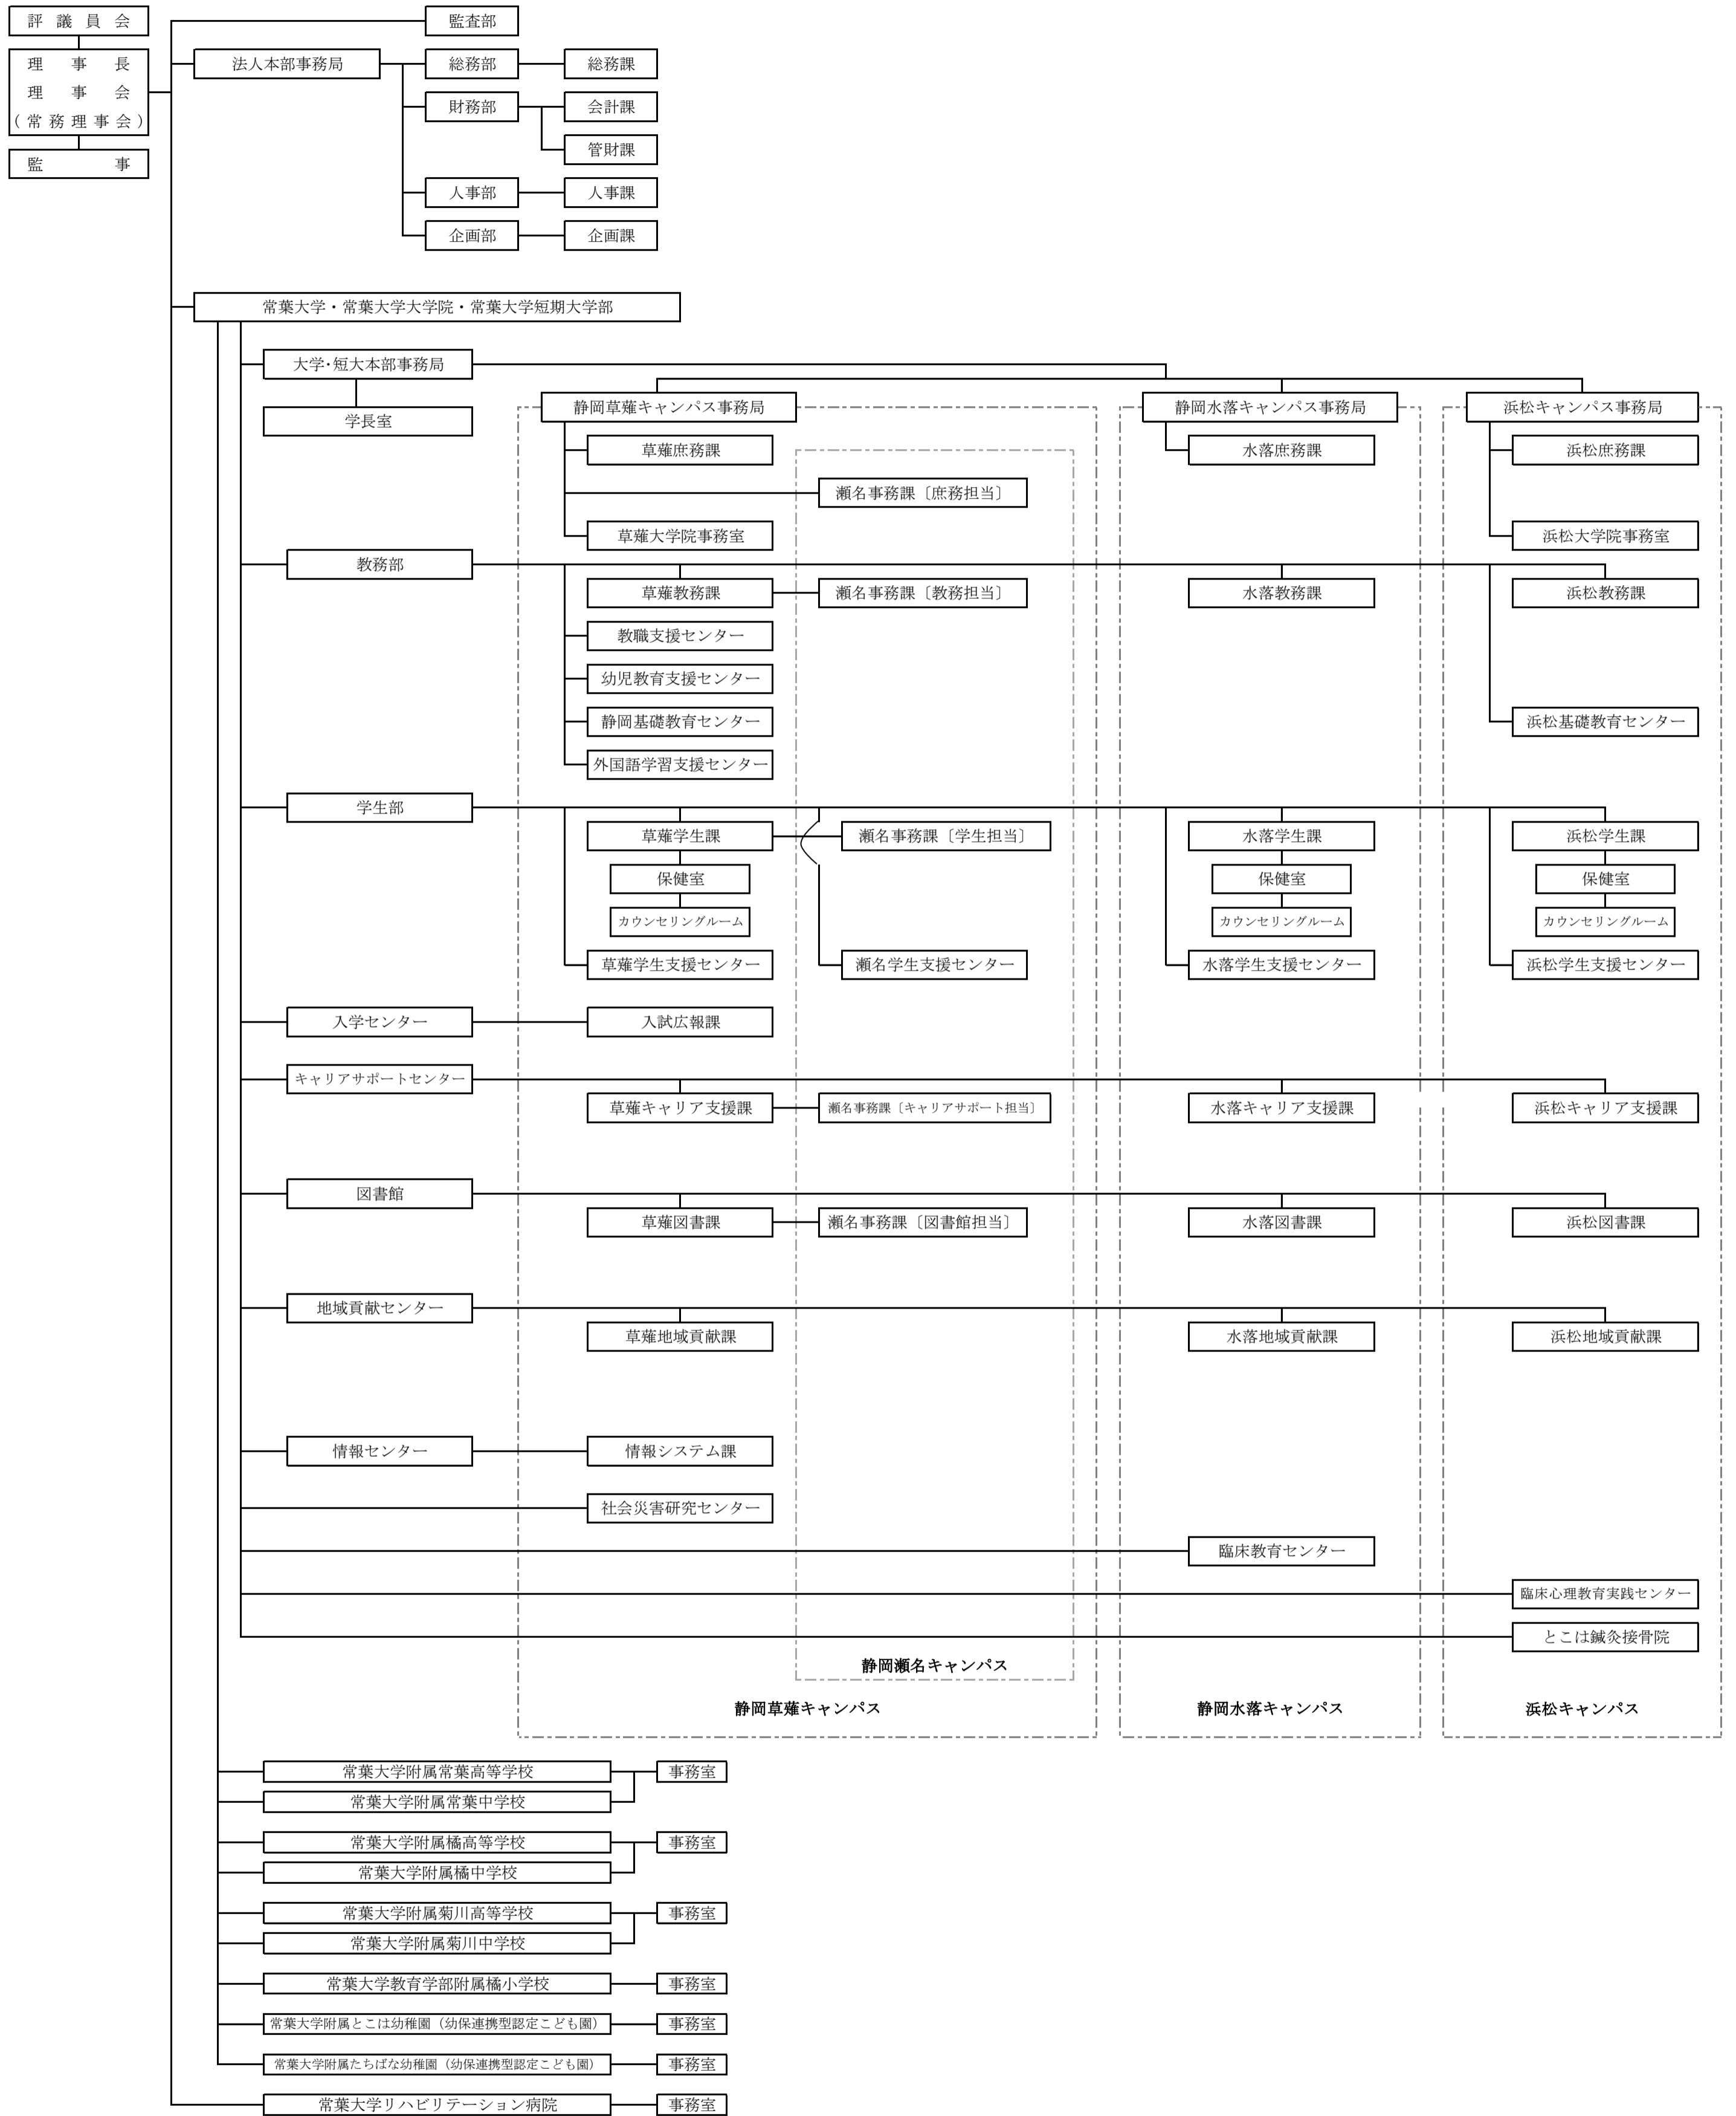 評議員会
監査部
理事長
理事会
(常務理事会)
監事
法人本部事務局
総務部
総務課
財務部
会計課
管財課
人事部
人事課
企画部
企画課
常葉大学・常葉大学大学院・常葉大学短期大学部
大学・短大本部事務局
学長室
静岡草薙キャンパス事務局
静岡水落キャンパス事務局
浜松キャンパス事務局
草薙庶務課
水落庶務課
浜松庶務課
瀬名事務課〔庶務担当〕
草薙大学院事務室
浜松大学院事務室
教務部
草薙教務課
瀬名事務課〔教務担当〕
水落教務課
浜松教務課
教職支援センター
幼児教育支援センター
静岡基礎教育センター
浜松基礎教育センター
外国語学習支援センター
学生部
草薙学生課
瀬名事務課〔学生担当〕
水落学生課
浜松学生課
保健室
保健室
保健室
カウンセリングルーム
カウンセリングルーム
カウンセリングルーム
草薙学生支援センター
瀬名学生支援センター
水落学生支援センター
浜松学生支援センター
入学センター
入試広報課
キャリアサポートセンター
草薙キャリア支援課
瀬名事務課〔キャリアサポート担当〕
水落キャリア支援課
浜松キャリア支援課
図書館
草薙図書課
瀬名事務課〔図書館担当〕
水落図書課
浜松図書課
地域貢献センター
草薙地域貢献課
水落地域貢献課
浜松地域貢献課
情報センター
情報システム課
社会災害研究センター
臨床教育センター
臨床心理教育実践センター
とこは鍼灸接骨院
静岡瀬名キャンパス
静岡草薙キャンパス
静岡水落キャンパス
浜松キャンパス
常葉大学附属常葉高等学校
事務室
常葉大学附属常葉中学校
常葉大学附属橘高等学校
事務室
常葉大学附属橘中学校
常葉大学附属菊川高等学校
事務室
常葉大学附属菊川中学校
常葉大学教育学部附属橘小学校
事務室
常葉大学附属とこは幼稚園（幼保連携型認定こども園）
事務室
常葉大学附属たちばな幼稚園（幼保連携型認定こども園）
事務室
常葉大学リハビリテーション病院
事務室